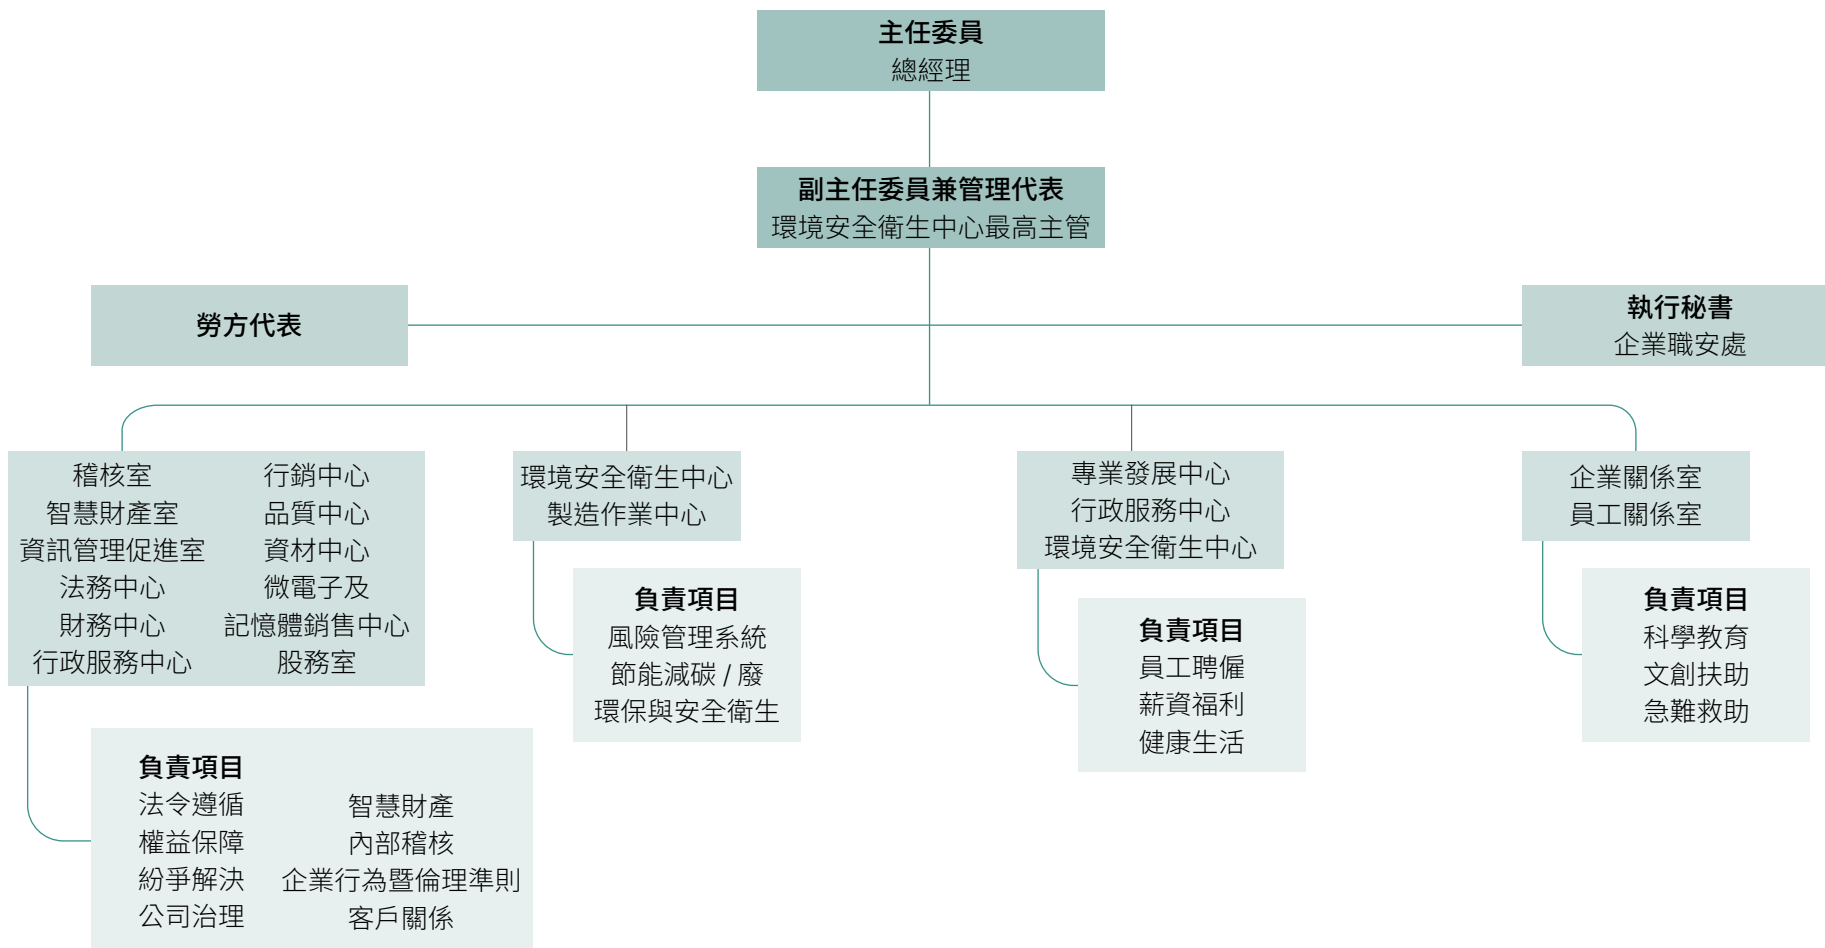 主任委員
總經理
副主任委員兼管理代表
環境安全衛生中心最高主管
勞方代表
執行秘書
企業職安處
稽核室
智慧財產室
資訊管理促進室
法務中心
財務中心
行政服務中心
行銷中心
品質中心
資材中心
微電子及
記憶體銷售中心
股務室
負責項目
法令遵循
權益保障
紛爭解決
公司治理
智慧財產
內部稽核
企業行為暨倫理準則
客戶關係
環境安全衛生中心
製造作業中心
負責項目
風險管理系統
節能減碳 / 廢
環保與安全衛生
專業發展中心
行政服務中心
環境安全衛生中心
負責項目
員工聘僱
薪資福利
健康生活
企業關係室
員工關係室
負責項目
科學教育
文創扶助
急難救助